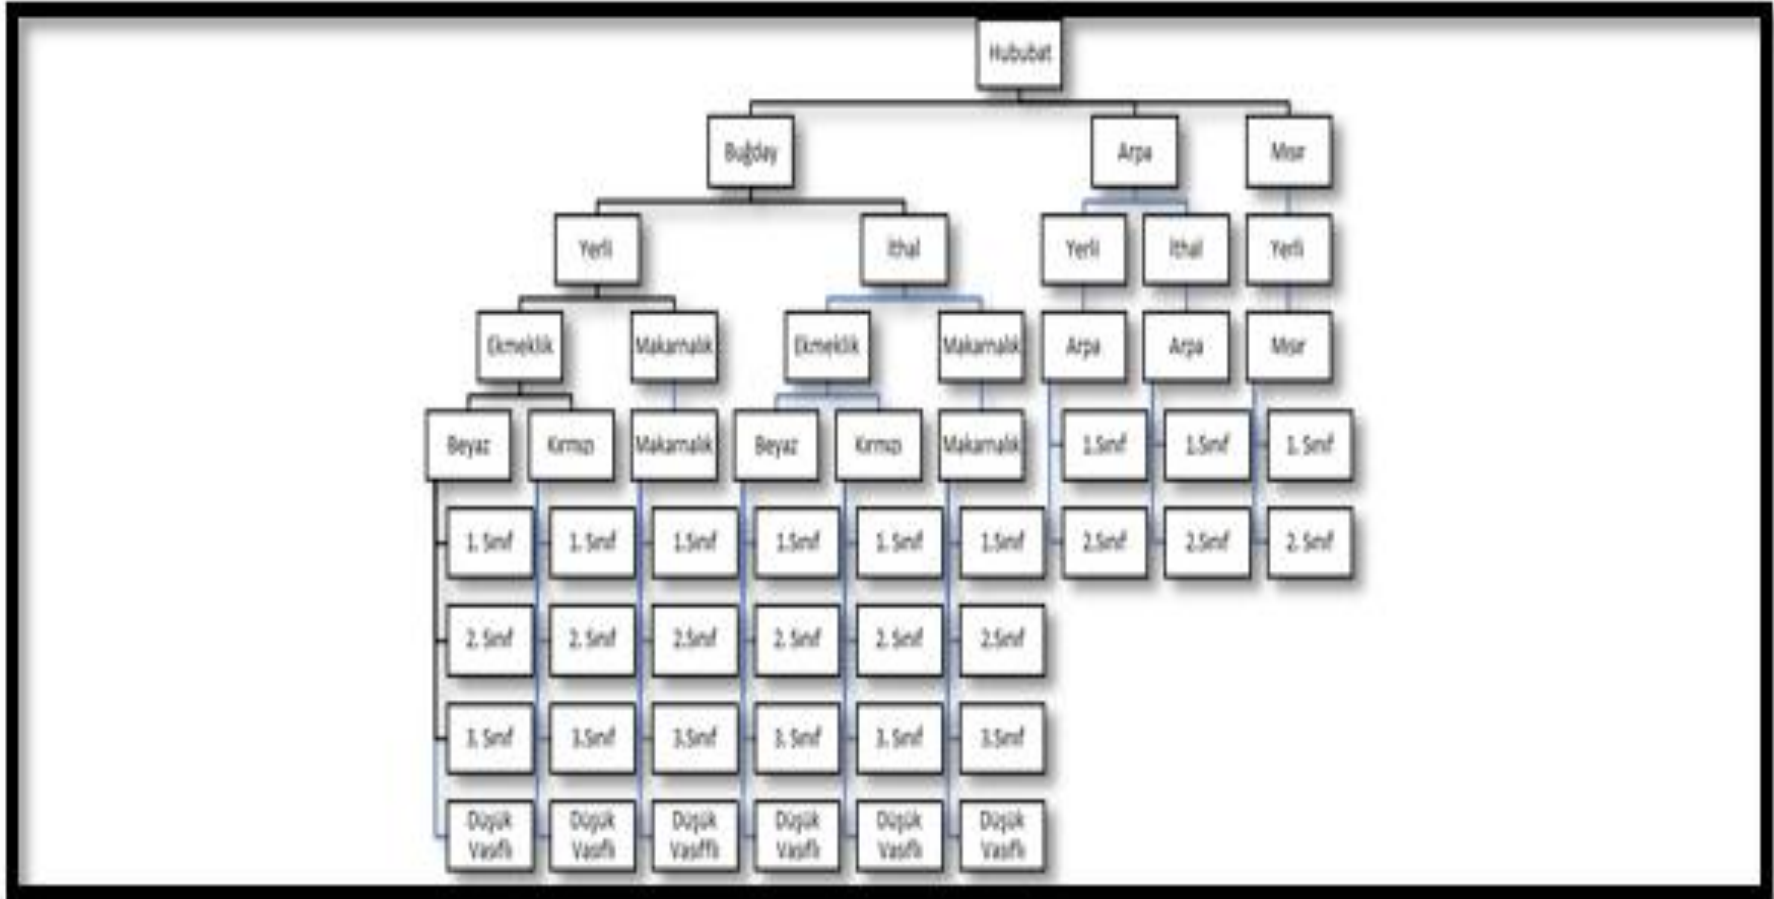 Hububat
Buğday
Arpa
Mısır
Yerli
İthal
Yerli
İthal
Yerli
Ekmeklik
Makarnalık
Ekmeklik
Makarnalık
Arpa
Arpa
Mısır
Beyaz
Kırmızı
Makarnalık
Beyaz
Kırmızı
Makarnalık
1.Sınıf
1.Sınıf
1. Sınıf
1. Sınıf
1. Sınıf
1.Sınıf
1.Sınıf
1. Sınıf
1.Sınıf
2.Sınıf
2.Sınıf
2. Sınıf
2. Sınıf
2. Sınıf
2.Sınıf
2. Sınıf
2. Sınıf
2.Sınıf
3. Sınıf
3.Sınıf
3.Sınıf
3. Sınıf
3. Sınıf
3.Sınıf
Düşük
Vasıflı
Düşük
Vasıflı
Düşük
Vasıfflı
Düşük
Vasıflı
Düşük
Vasıflı
Düşük
Vasıflı